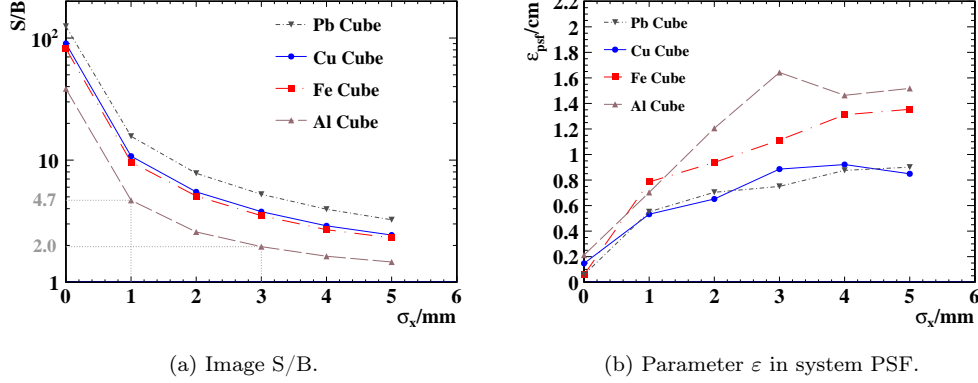 S/B
10²
10
4.7
2.0
1
0 1 2 3 4 5 6
σₓ/mm
Pb Cube
Cu Cube
Fe Cube
Al Cube
(a) Image S/B.
ε_psf/cm
2.2
2
1.8
1.6
1.4
1.2
1
0.8
0.6
0.4
0.2
0
0 1 2 3 4 5 6
σₓ/mm
Pb Cube
Cu Cube
Fe Cube
Al Cube
(b) Parameter ε in system PSF.